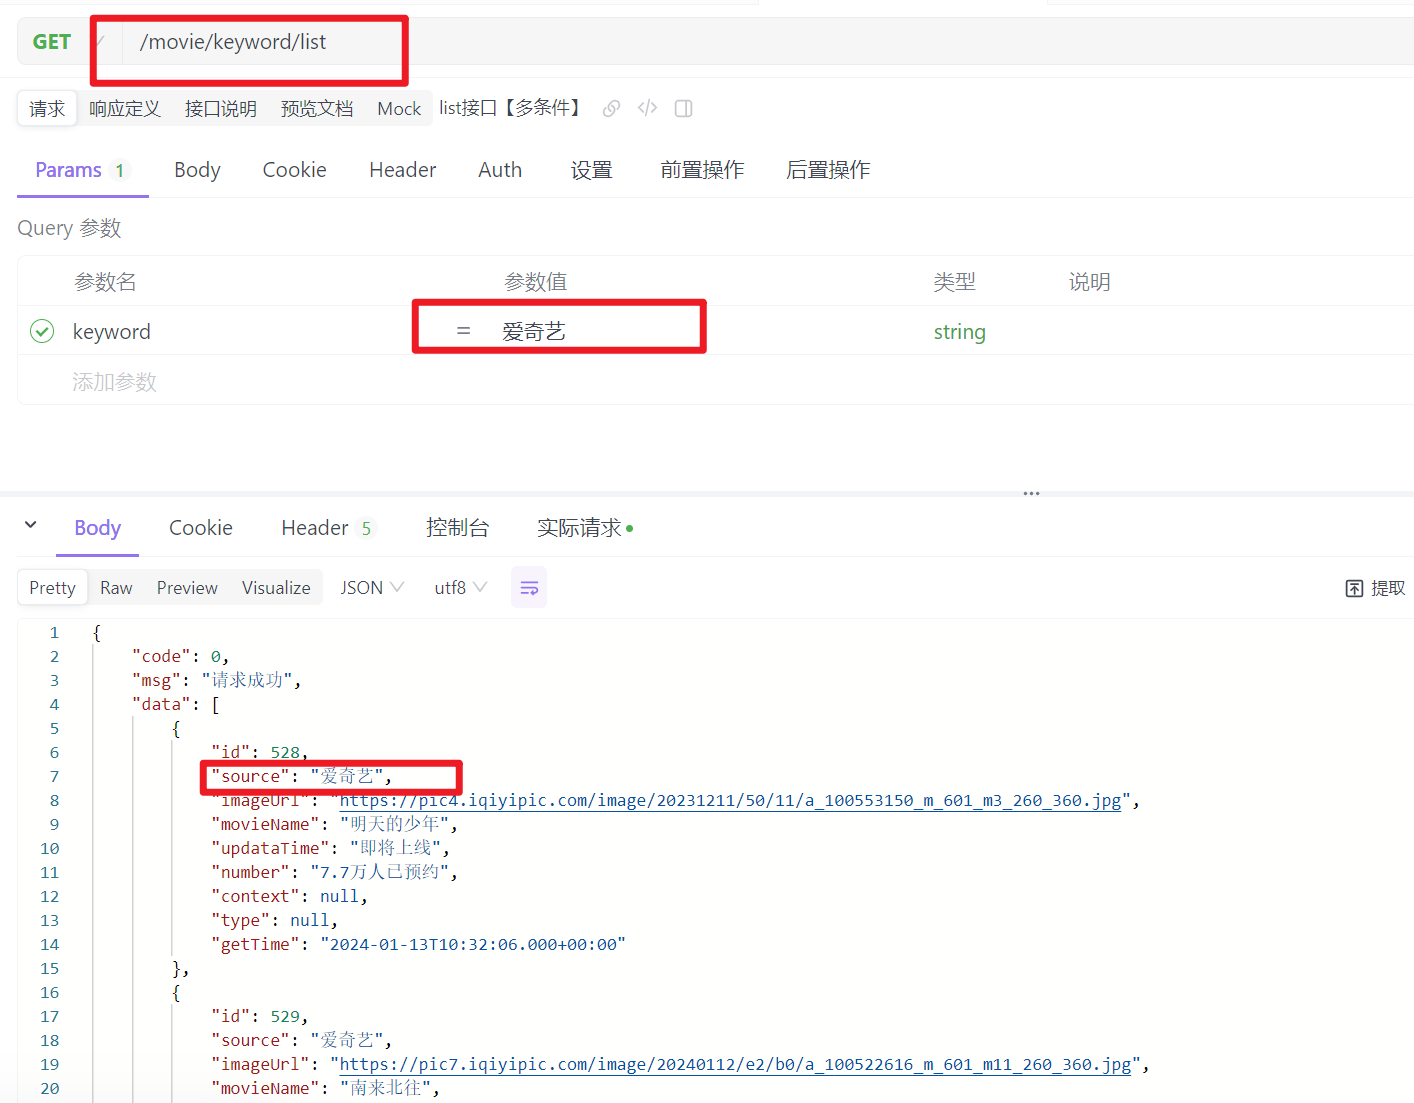 GET /movie/keyword/list
请求 响应定义 接口说明 预览文档 Mock list接口【多条件】
Params 1 Body Cookie Header Auth 设置 前置操作 后置操作
Query 参数
参数名 参数值 类型 说明
keyword = 爱奇艺 string
添加参数
Body Cookie Header 5 控制台 实际请求
Pretty Raw Preview Visualize JSON utf8 提取
1 {
2 "code": 0,
3 "msg": "请求成功",
4 "data": [
5 {
6 "id": 528,
7 "source": "爱奇艺",
8 "imageUrl": "https://pic4.iqiyipic.com/image/20231211/50/11/a_100553150_m_601_m3_260_360.jpg",
9 "movieName": "明天的少年",
10 "updataTime": "即将上线",
11 "number": "7.7万人已预约",
12 "context": null,
13 "type": null,
14 "getTime": "2024-01-13T10:32:06.000+00:00"
15 },
16 {
17 "id": 529,
18 "source": "爱奇艺",
19 "imageUrl": "https://pic7.iqiyipic.com/image/20240112/e2/b0/a_100522616_m_601_m11_260_360.jpg",
20 "movieName": "南来北往",